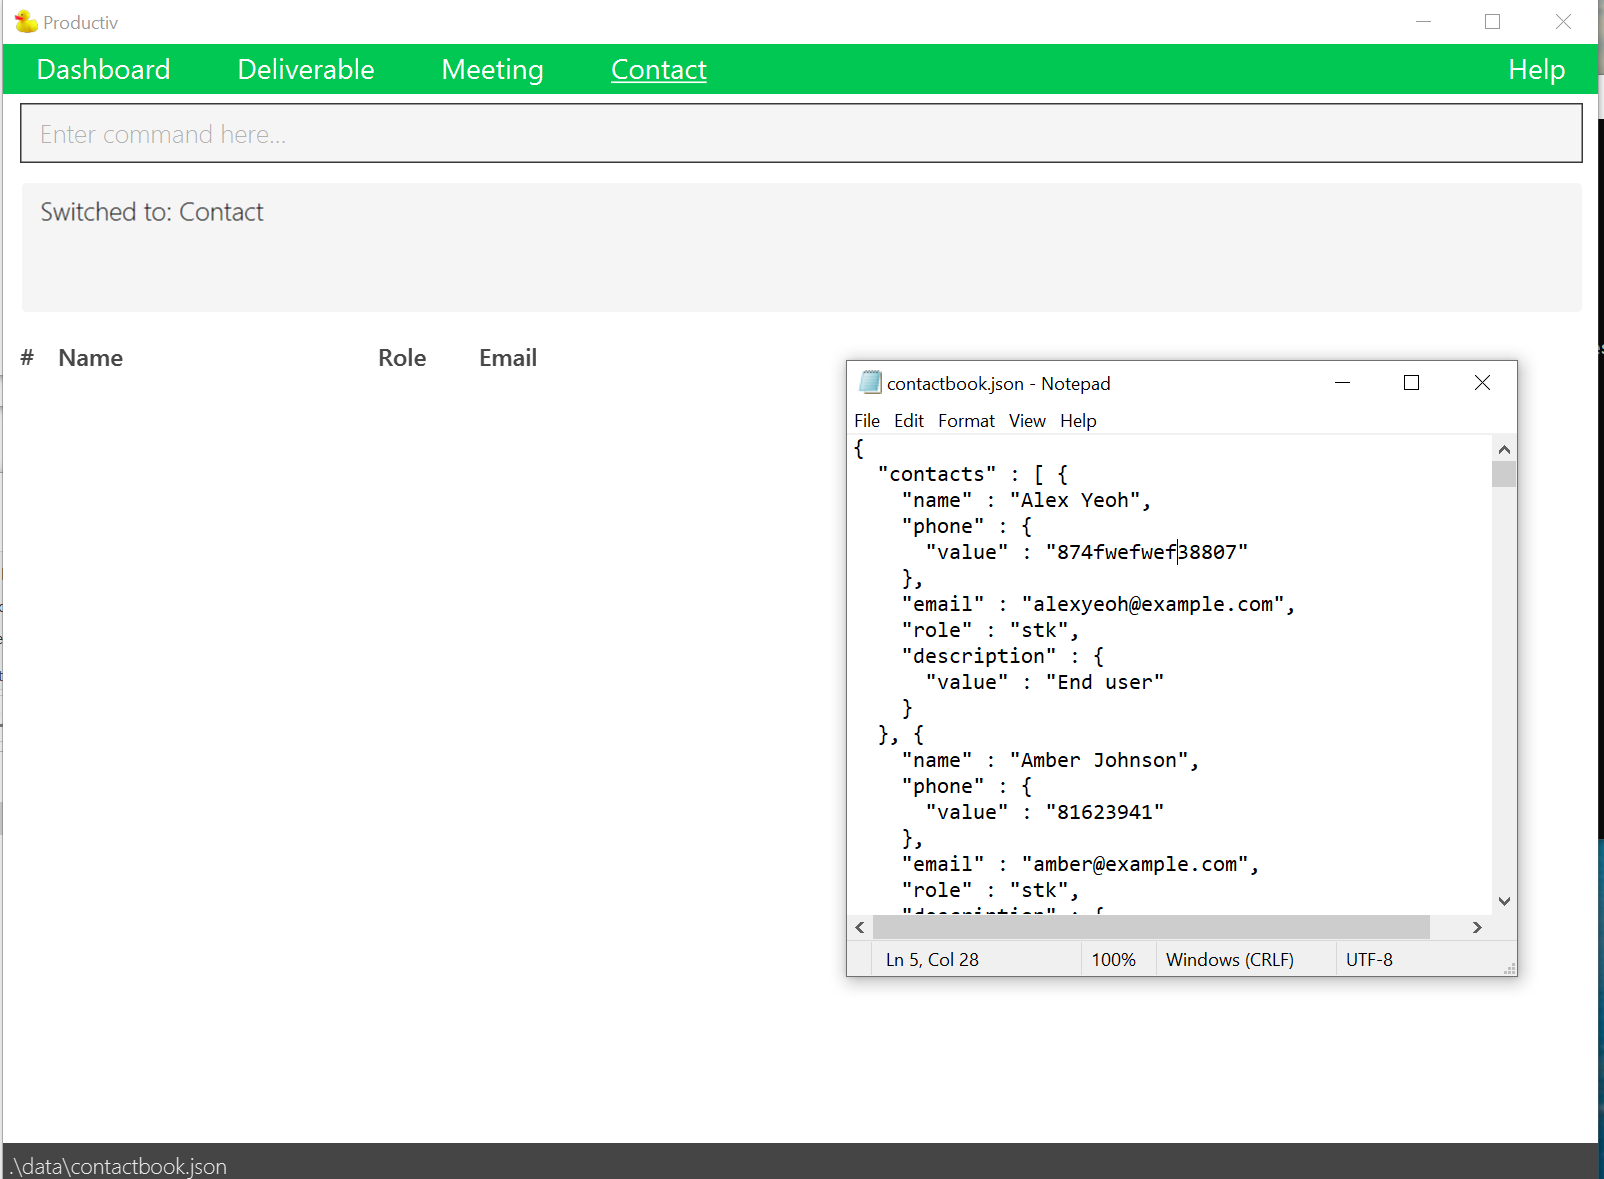 Productiv
Dashboard Deliverable Meeting Contact Help
Enter command here...
Switched to: Contact
# Name Role Email
contactbook.json - Notepad
File Edit Format View Help
{
"contacts" : [ {
"name" : "Alex Yeoh",
"phone" : {
"value" : "874fwefwef38807"
},
"email" : "alexyeoh@example.com",
"role" : "stk",
"description" : {
"value" : "End user"
}
}, {
"name" : "Amber Johnson",
"phone" : {
"value" : "81623941"
},
"email" : "amber@example.com",
"role" : "stk",
"description" : {
Ln 5, Col 28 100% Windows (CRLF) UTF-8
.\data\contactbook.json